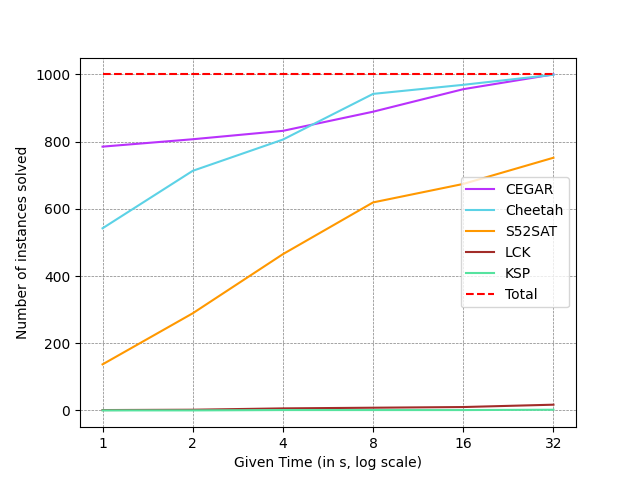 1000
800
600
400
200
0
Number of instances solved
1 2 4 8 16 32
Given Time (in s, log scale)
CEGAR
Cheetah
S52SAT
LCK
KSP
Total